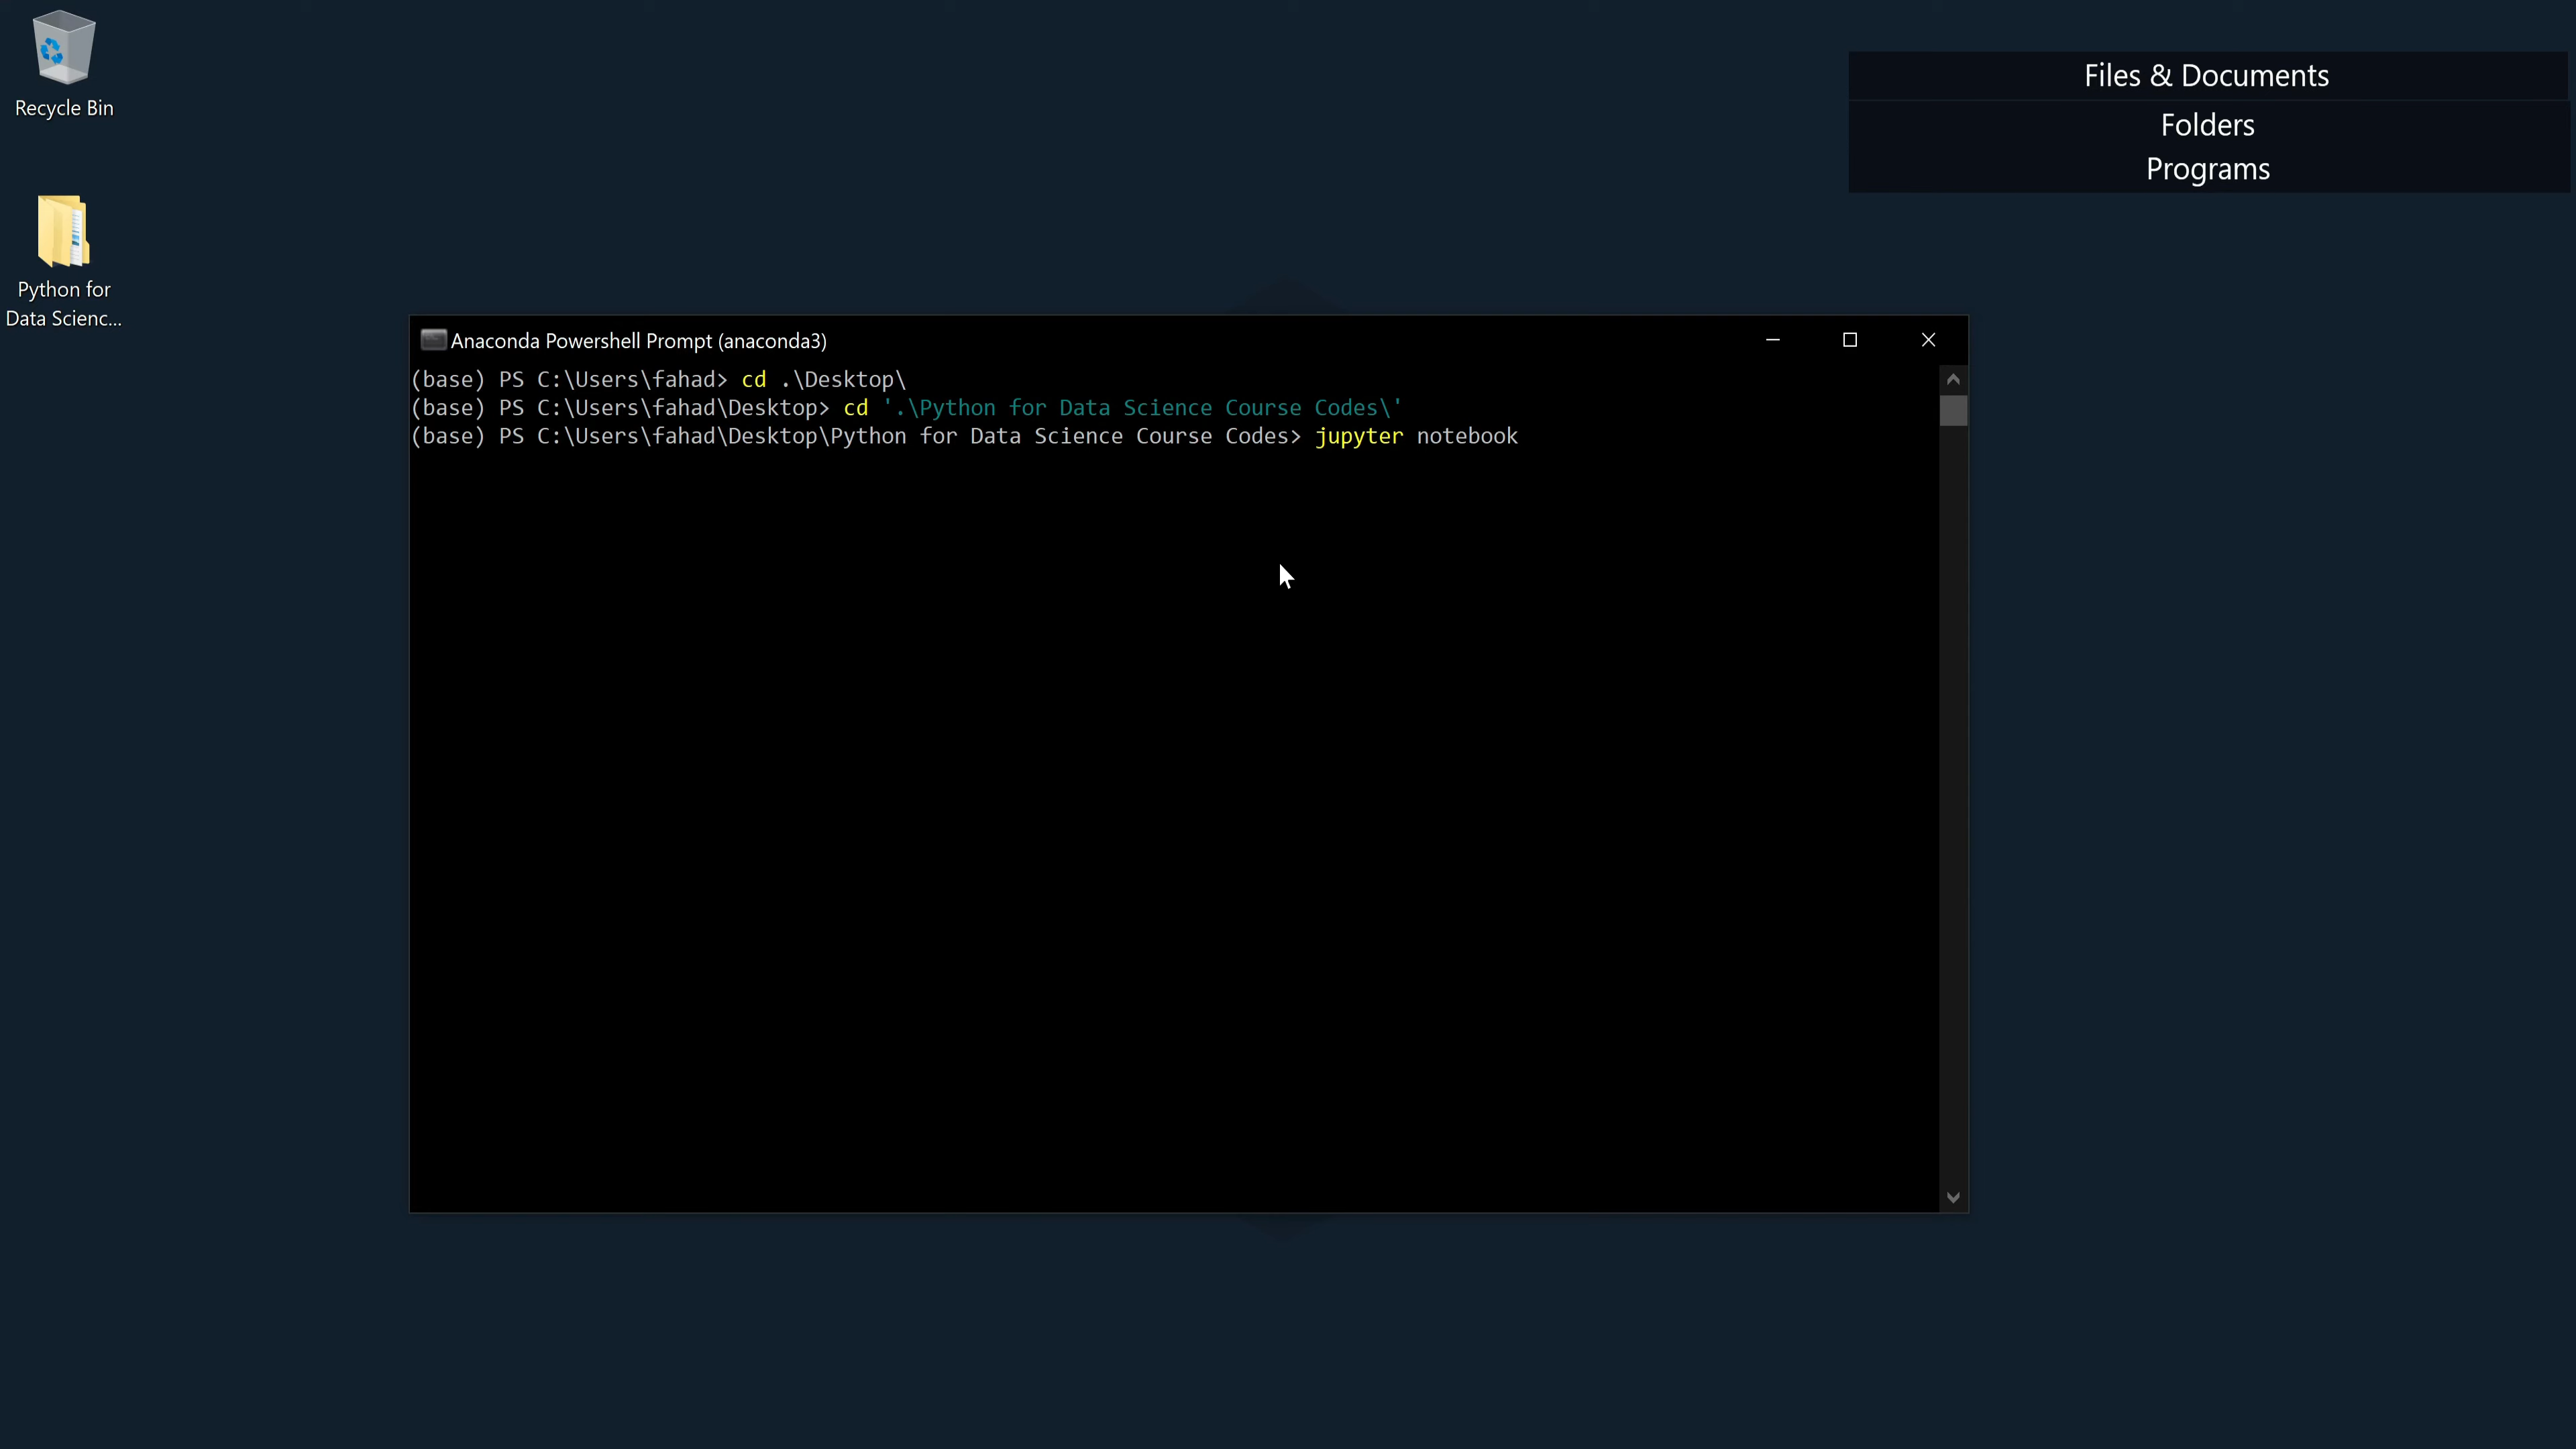 Recycle Bin
Python for
Data Scienc...
Files & Documents
Folders
Programs
Anaconda Powershell Prompt (anaconda3)
(base) PS C:\Users\fahad> cd .\Desktop\
(base) PS C:\Users\fahad\Desktop> cd '.\Python for Data Science Course Codes\'
(base) PS C:\Users\fahad\Desktop\Python for Data Science Course Codes> jupyter notebook